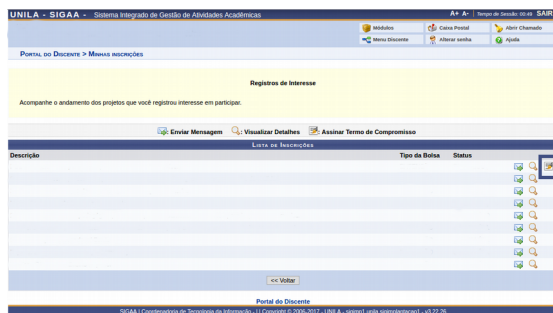 UNILA - SIGAA - Sistema Integrado de Gestão de Atividades Acadêmicas
A+ A- | Tempo de Sessão: 00:49 SAIR
Módulos Caixa Postal Abrir Chamado
Menu Discente Alterar senha Ajuda
Portal do Discente > Minhas inscrições
Registros de Interesse
Acompanhe o andamento dos projetos que você registrou interesse em participar.
: Enviar Mensagem : Visualizar Detalhes : Assinar Termo de Compromisso
Lista de Inscrições
Descrição Tipo da Bolsa Status
<< Voltar
Portal do Discente
SIGAA | Coordenadoria de Tecnologia da Informação - | | Copyright © 2006-2017 - UNILA - v3.22.26